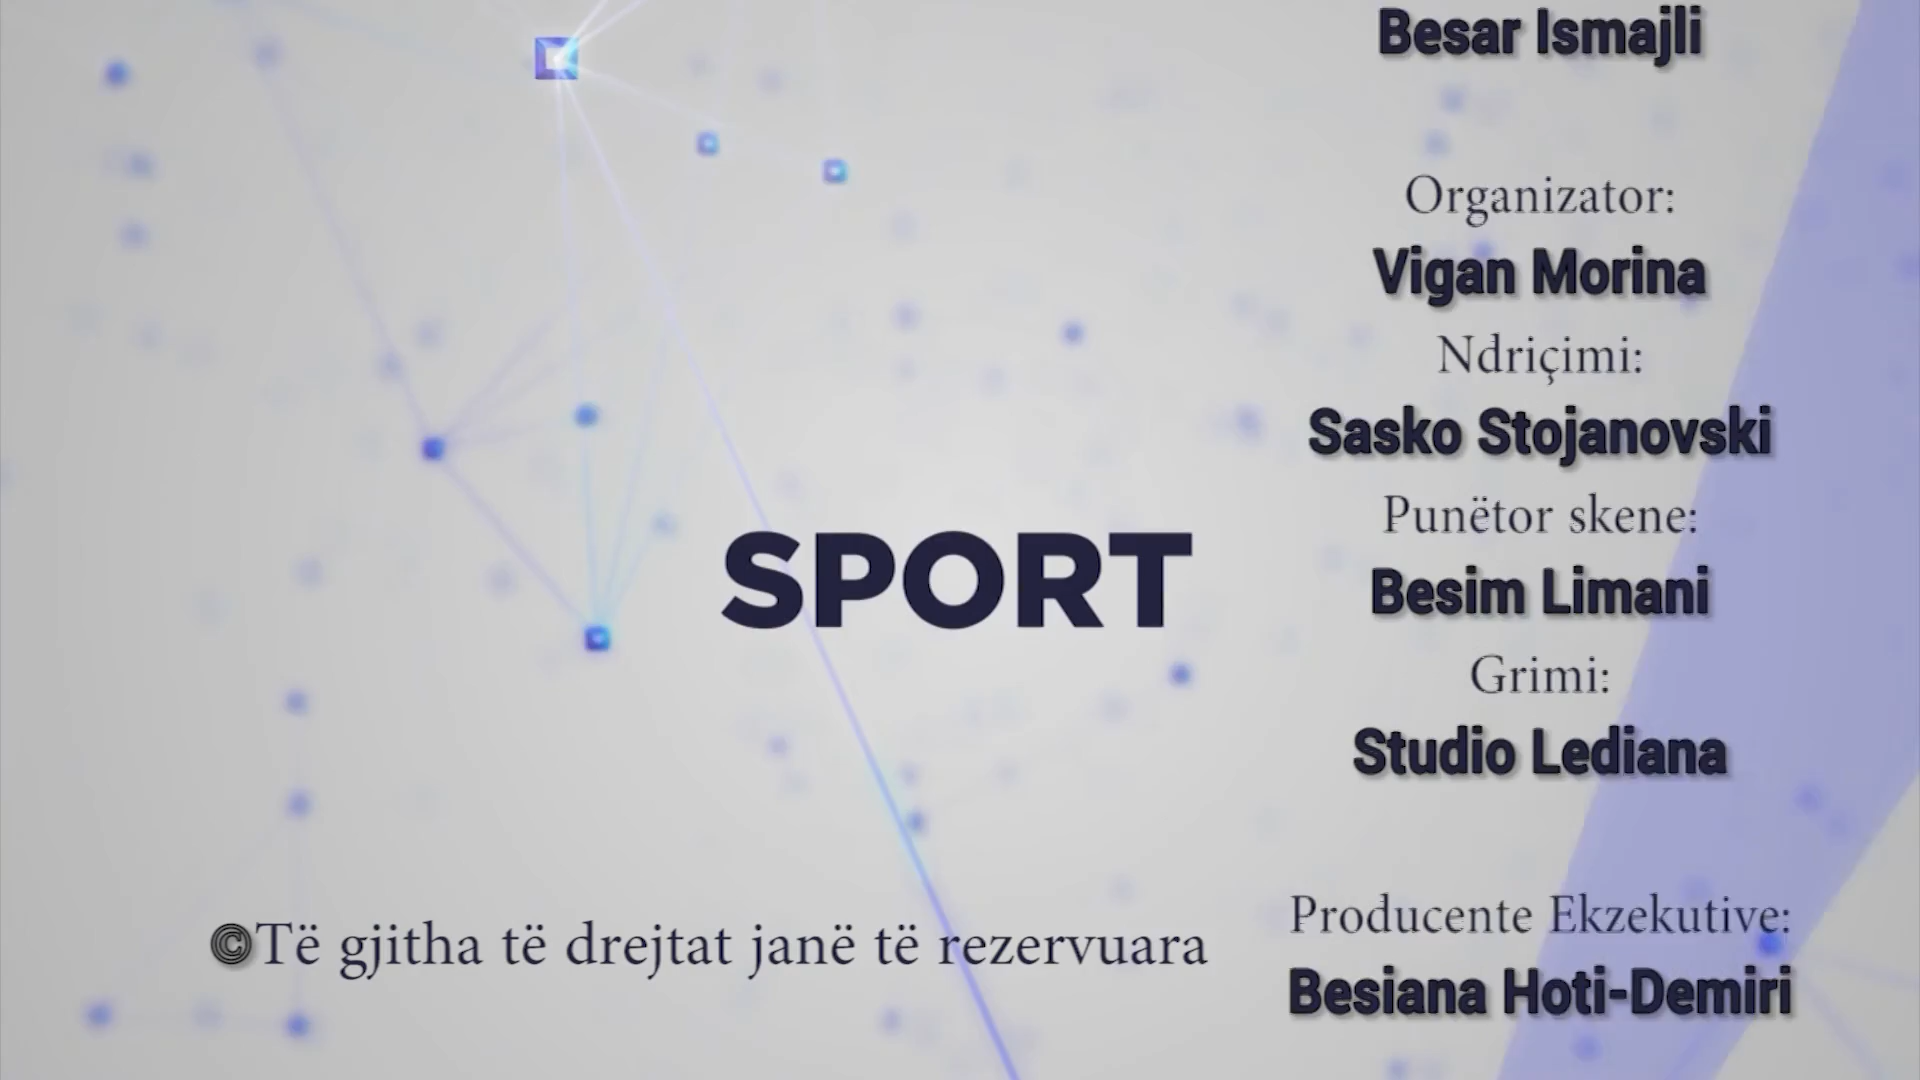 Besar Ismajli
Organizator:
Vigan Morina
Ndriçimi:
Sasko Stojanovski
Punëtor skene:
Besim Limani
Grimi:
Studio Lediana
SPORT
Producente Ekzekutive:
Besiana Hoti-Demiri
©Të gjitha të drejtat janë të rezervuara